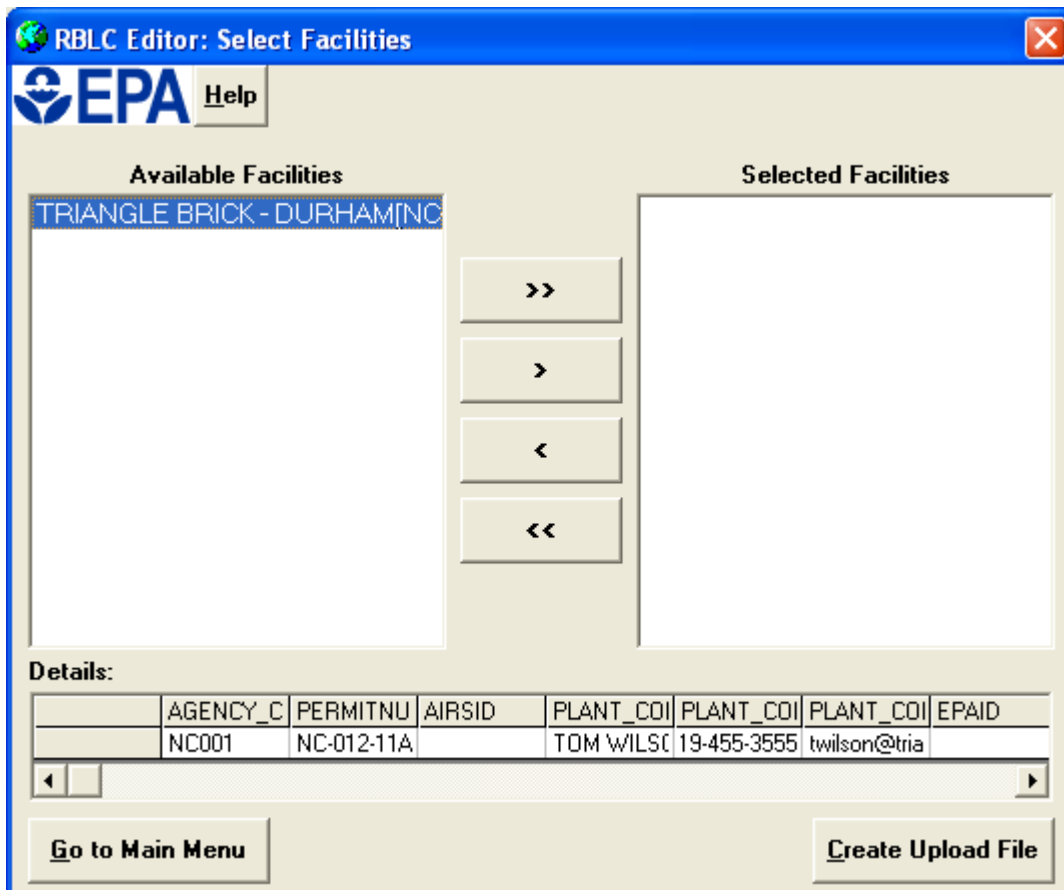 RBLC Editor: Select Facilities
EPA Help
Available Facilities Selected Facilities
TRIANGLE BRICK - DURHAM[NC
>>
>
<
<<
Details:
AGENCY_C PERMITNU AIRSID PLANT_COI PLANT_COI PLANT_COI EPAID
NC001 NC-012-11A TOM WILSC 19-455-3555 twilson@tria
Go to Main Menu Create Upload File